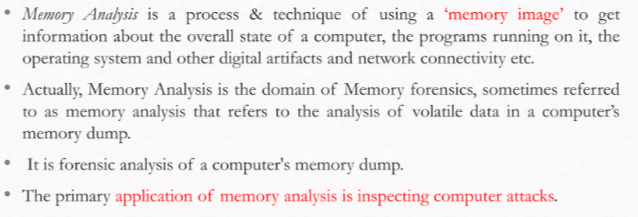 • Memory Analysis is a process & technique of using a ‘memory image’ to get
information about the overall state of a computer, the programs running on it, the
operating system and other digital artifacts and network connectivity etc.
• Actually, Memory Analysis is the domain of Memory forensics, sometimes referred
to as memory analysis that refers to the analysis of volatile data in a computer’s
memory dump.
• It is forensic analysis of a computer's memory dump.
• The primary application of memory analysis is inspecting computer attacks.